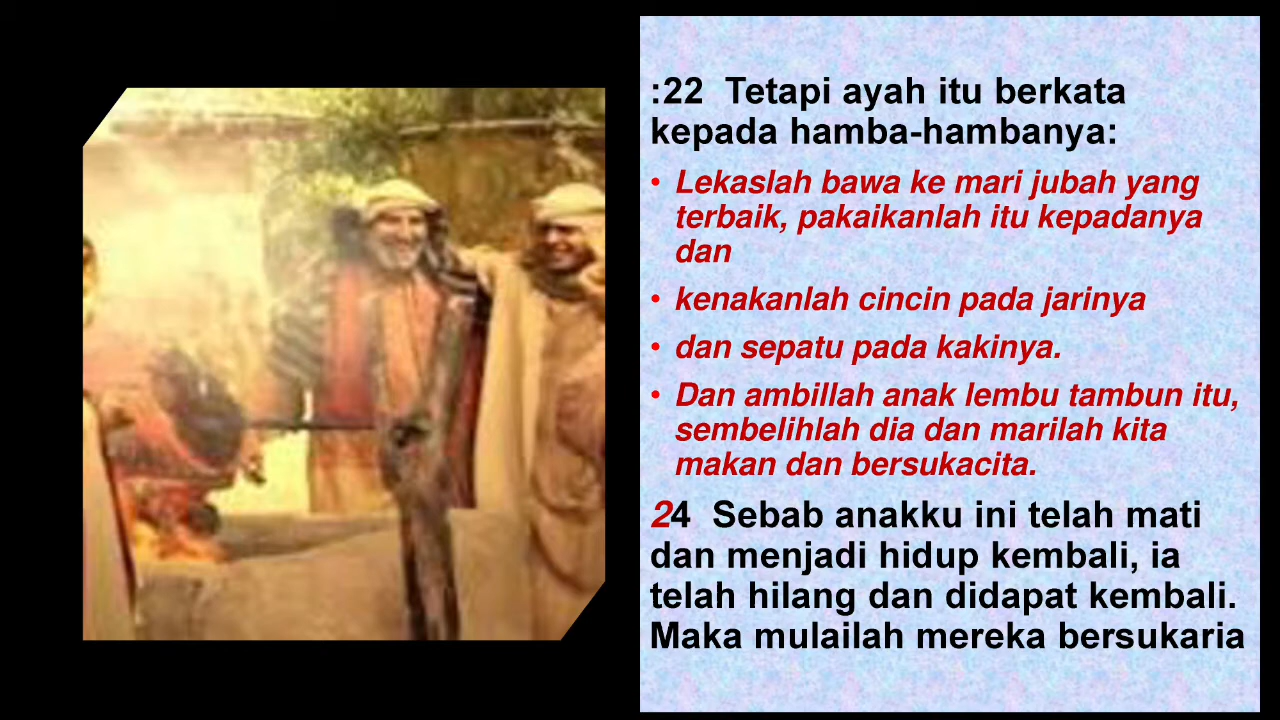 :22 Tetapi ayah itu berkata
kepada hamba-hambanya:
• Lekaslah bawa ke mari jubah yang
terbaik, pakaikanlah itu kepadanya
dan
• kenakanlah cincin pada jarinya
• dan sepatu pada kakinya.
• Dan ambillah anak lembu tambun itu,
sembelihlah dia dan marilah kita
makan dan bersukacita.
24 Sebab anakku ini telah mati
dan menjadi hidup kembali, ia
telah hilang dan didapat kembali.
Maka mulailah mereka bersukaria